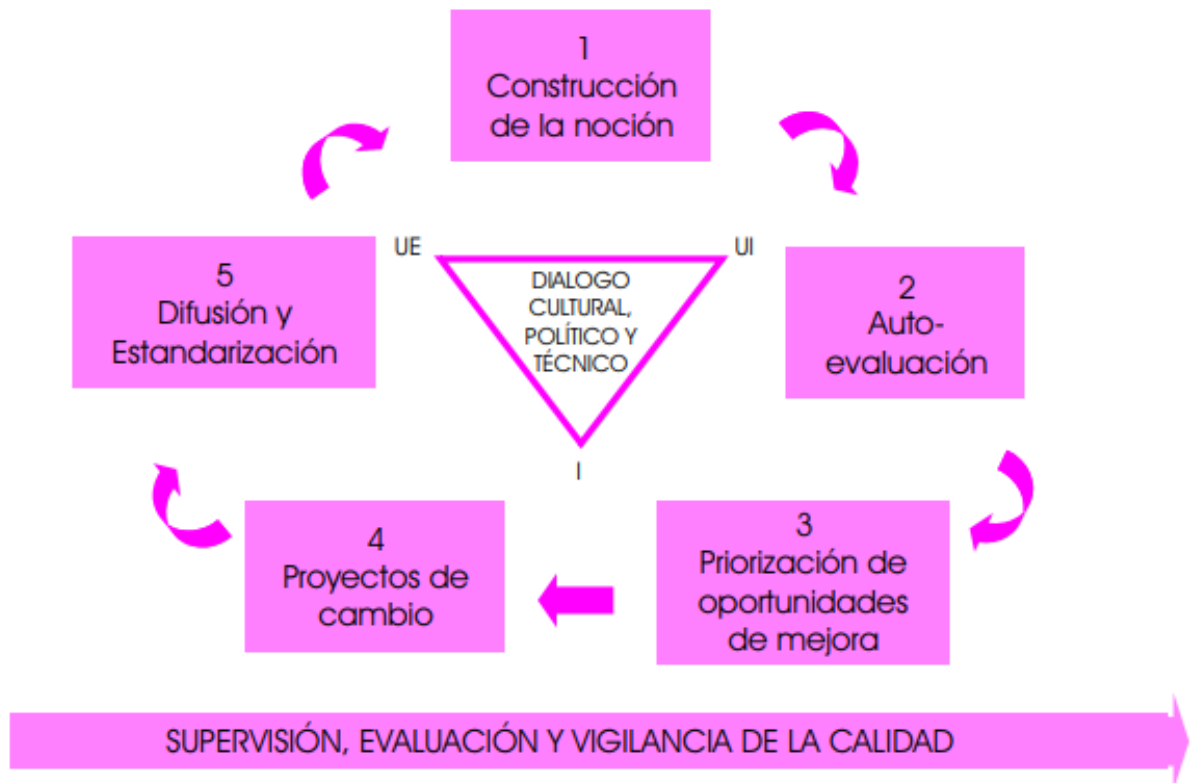 1
Construcción
de la noción
UE
UI
5
Difusión y
Estandarización
DIALOGO
CULTURAL,
POLÍTICO Y
TÉCNICO
2
Auto-
evaluación
I
4
Proyectos de
cambio
3
Priorización de
oportunidades
de mejora
SUPERVISIÓN, EVALUACIÓN Y VIGILANCIA DE LA CALIDAD